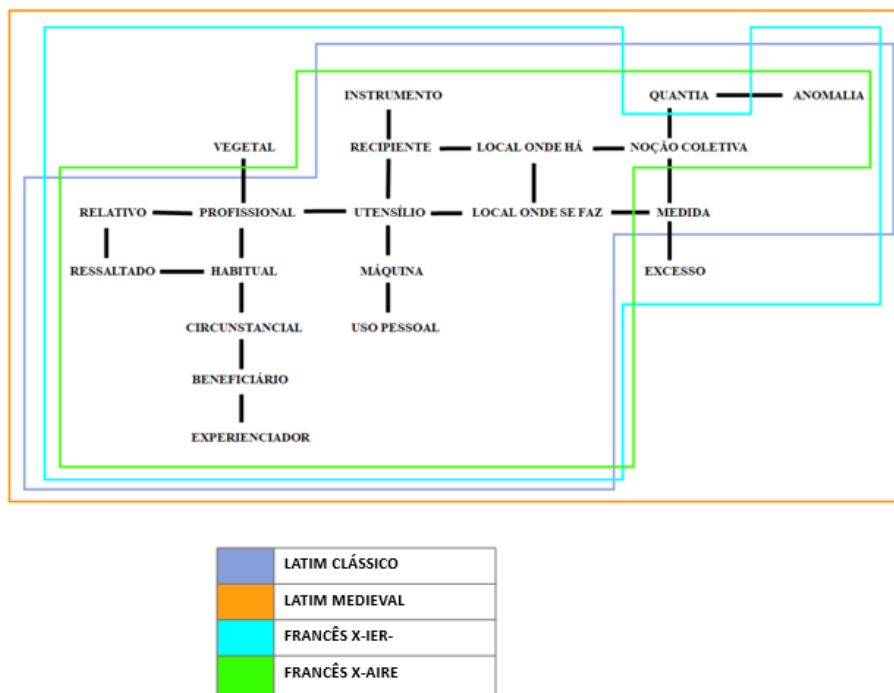 INSTRUMENTO QUANTIA ANOMALIA
VEGETAL RECIPIENTE LOCAL ONDE HÁ NOÇÃO COLETIVA
RELATIVO PROFISSIONAL UTENSÍLIO LOCAL ONDE SE FAZ MEDIDA
RESSALTADO HABITUAL MÁQUINA EXCESSO
CIRCUNSTANCIAL USO PESSOAL
BENEFICIÁRIO
EXPERIENCIADOR
LATIM CLÁSSICO
LATIM MEDIEVAL
FRANCÊS X-IER-
FRANCÊS X-AIRE